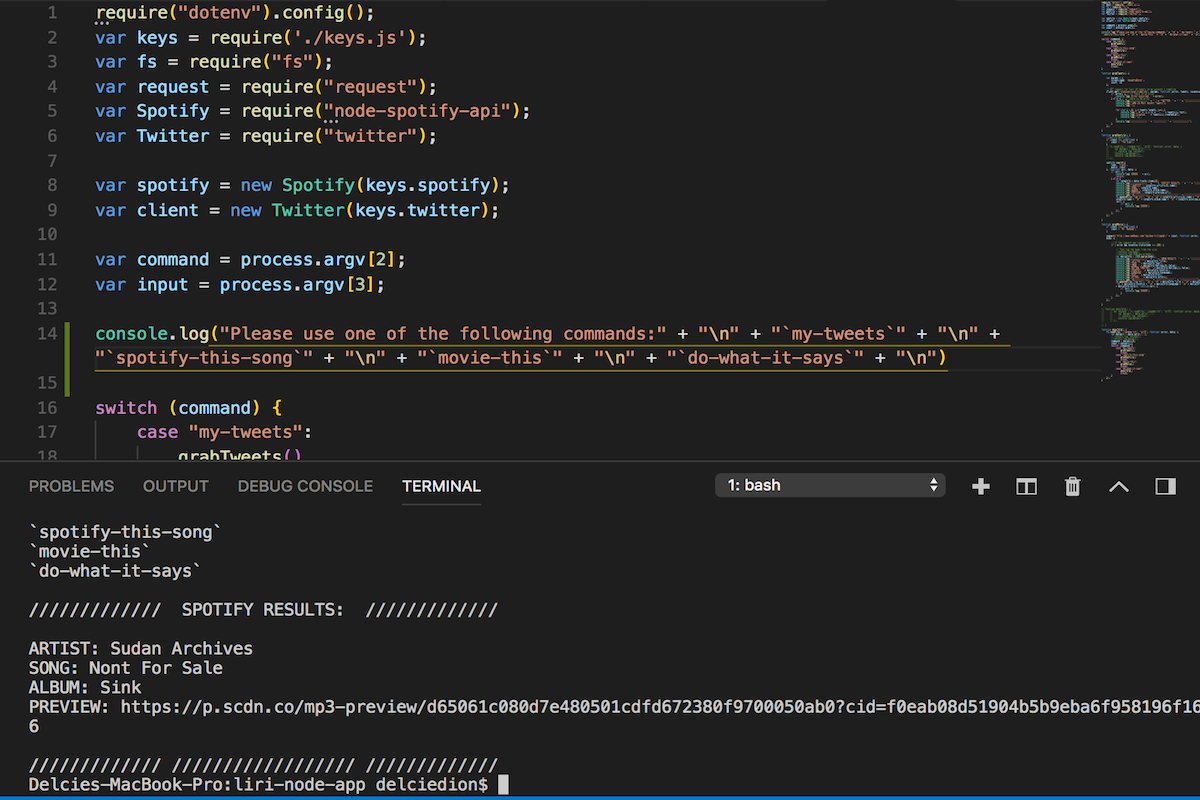 1 require("dotenv").config();
2 var keys = require('./keys.js');
3 var fs = require("fs");
4 var request = require("request");
5 var Spotify = require("node-spotify-api");
6 var Twitter = require("twitter");
7
8 var spotify = new Spotify(keys.spotify);
9 var client = new Twitter(keys.twitter);
10
11 var command = process.argv[2];
12 var input = process.argv[3];
13
14 console.log("Please use one of the following commands:" + "\n" + "`my-tweets`" + "\n" +
"`spotify-this-song`" + "\n" + "`movie-this`" + "\n" + "`do-what-it-says`" + "\n")
15
16 switch (command) {
17 case "my-tweets":
18 grabTweets()
PROBLEMS OUTPUT DEBUG CONSOLE TERMINAL 1: bash
`spotify-this-song`
`movie-this`
`do-what-it-says`
///////////// SPOTIFY RESULTS: /////////////
ARTIST: Sudan Archives
SONG: Nont For Sale
ALBUM: Sink
PREVIEW: https://p.scdn.co/mp3-preview/d65061c080d7e480501cdfd672380f9700050ab0?cid=f0eab08d51904b5b9eba6f958196f16
6
///////////// ////////////////// /////////////
Delcies-MacBook-Pro:liri-node-app delciedion$